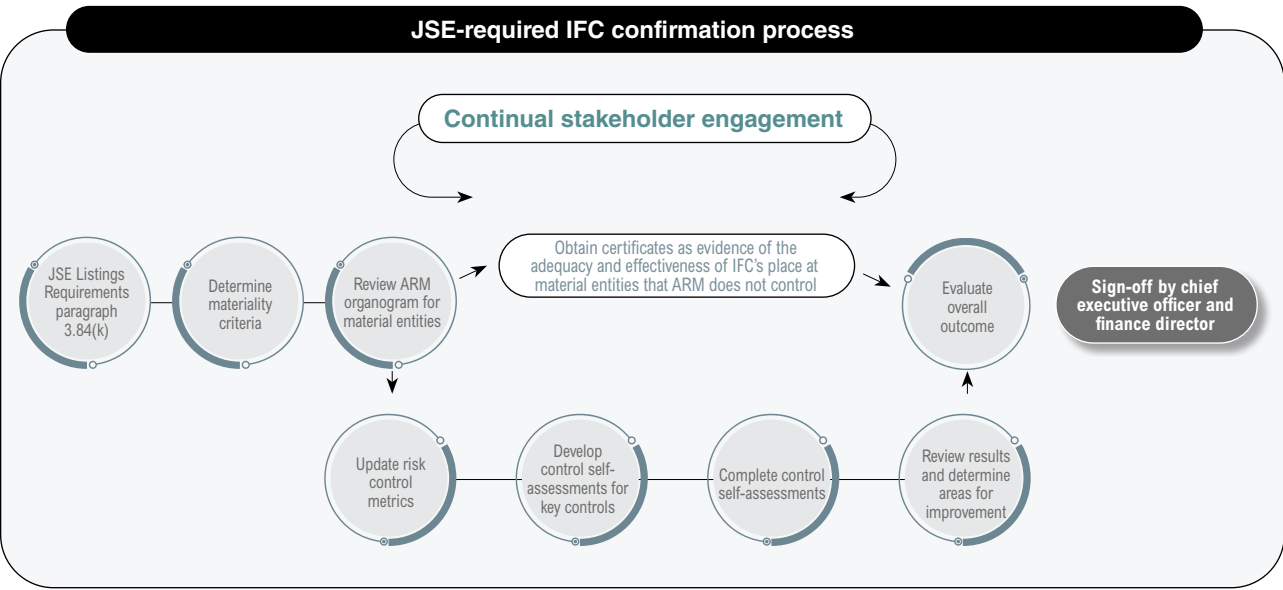 JSE-required IFC confirmation process
Continual stakeholder engagement
JSE Listings
Requirements
paragraph
3.84(k)
Determine
materiality
criteria
Review ARM
organogram for
material entities
Obtain certificates as evidence of the
adequacy and effectiveness of IFC's place at
material entities that ARM does not control
Evaluate
overall
outcome
Sign-off by chief
executive officer and
finance director
Update risk
control
metrics
Develop
control self-
assessments for
key controls
Complete control
self-assessments
Review results
and determine
areas for
improvement